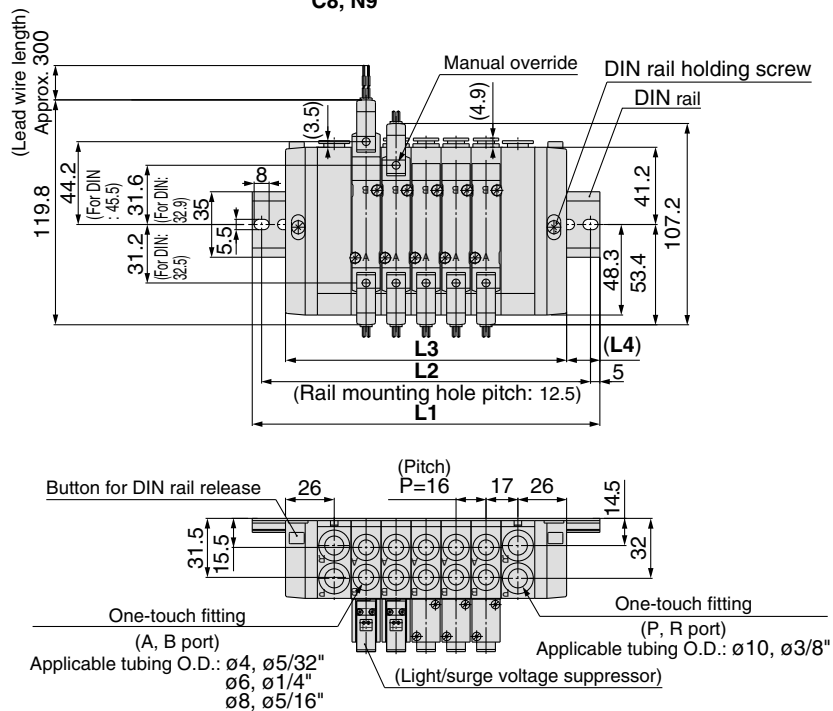 C8, N9
(Lead wire length)
Approx. 300
119.8
44.2
(For DIN
: 45.5)
31.6
(For DIN:
32.9)
31.2
(For DIN:
32.5)
8
35
5.5
(3.5)
Manual override
(4.9)
DIN rail holding screw
DIN rail
41.2
107.2
48.3
53.4
B B B B B
A A A A A
L3
(L4)
L2
5
(Rail mounting hole pitch: 12.5)
L1
(Pitch)
P=16
17
26
Button for DIN rail release
26
14.5
31.5
15.5
32
One-touch fitting
(A, B port)
Applicable tubing O.D.: ø4, ø5/32"
ø6, ø1/4"
ø8, ø5/16"
(Light/surge voltage suppressor)
One-touch fitting
(P, R port)
Applicable tubing O.D.: ø10, ø3/8"